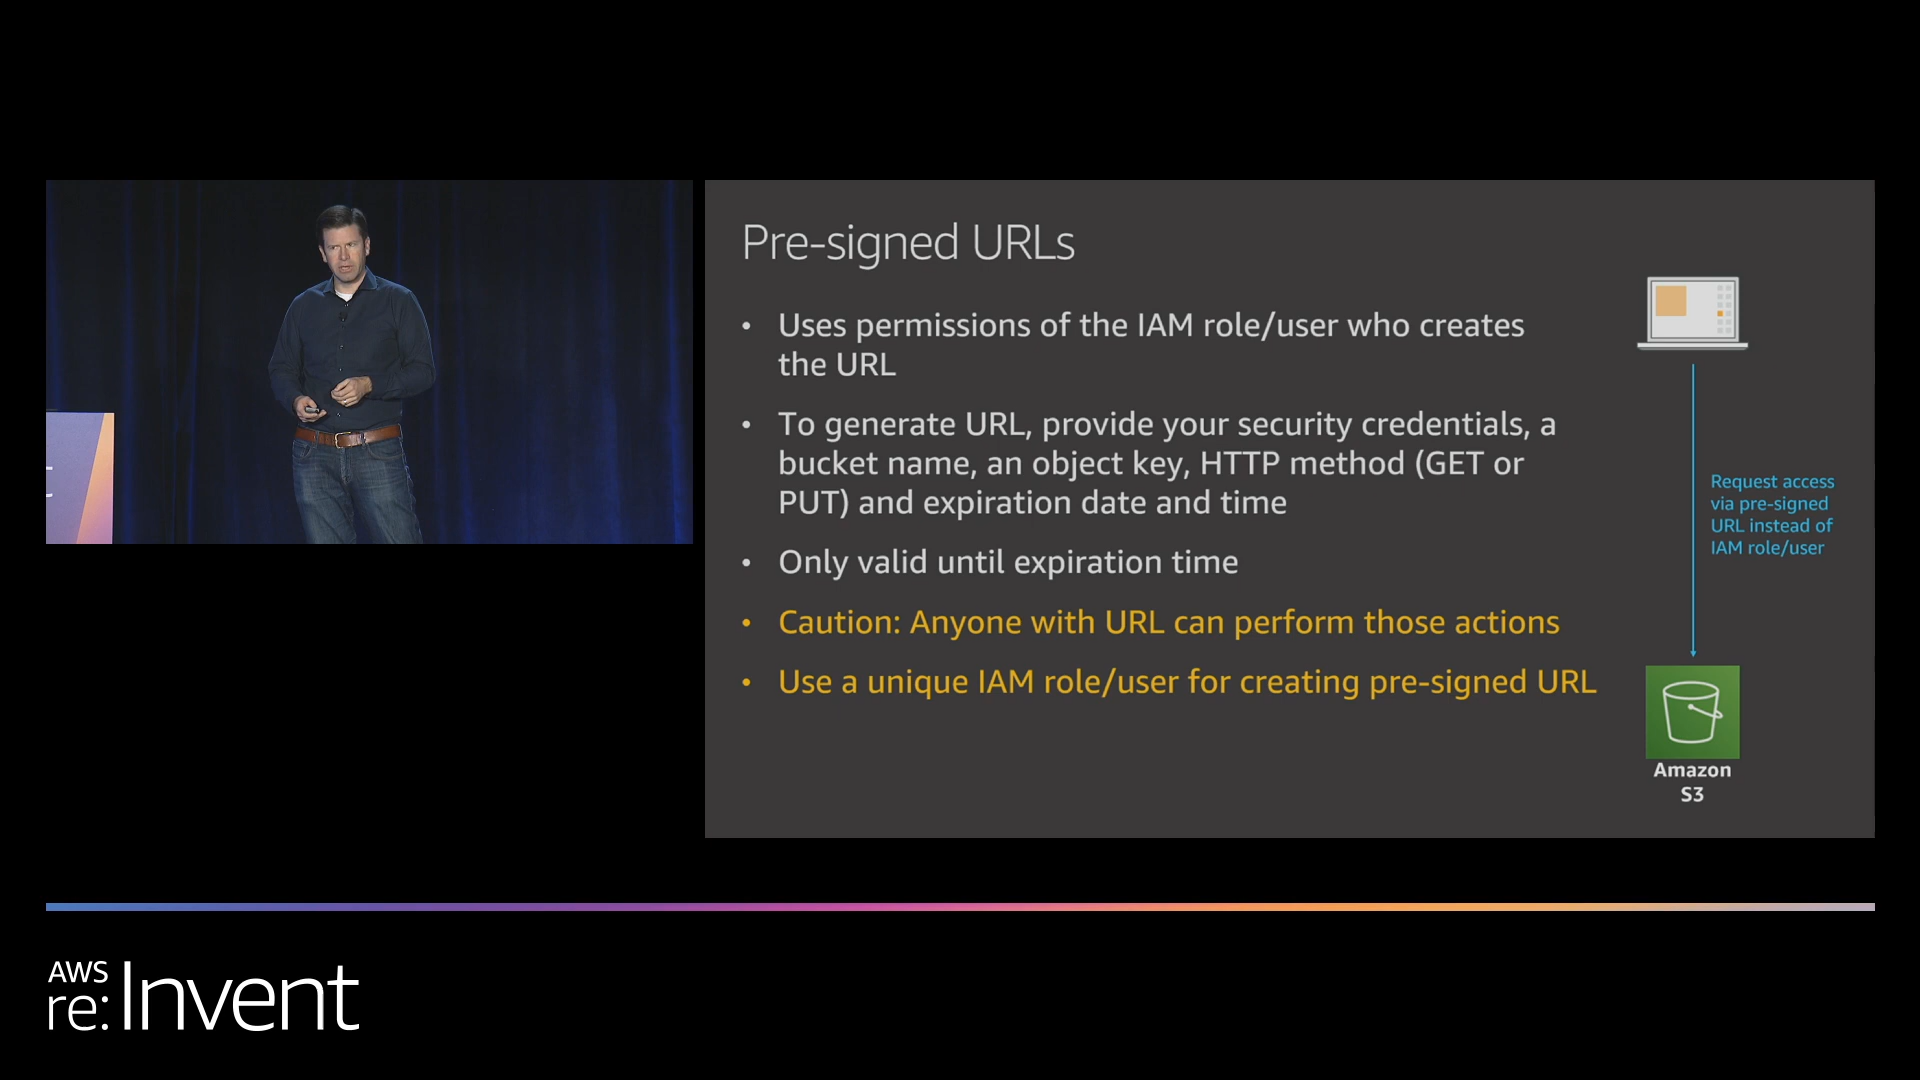 Pre-signed URLs
• Uses permissions of the IAM role/user who creates
the URL
• To generate URL, provide your security credentials, a
bucket name, an object key, HTTP method (GET or
PUT) and expiration date and time
• Only valid until expiration time
• Caution: Anyone with URL can perform those actions
• Use a unique IAM role/user for creating pre-signed URL
Request access
via pre-signed
URL instead of
IAM role/user
Amazon
S3
AWS
re:Invent